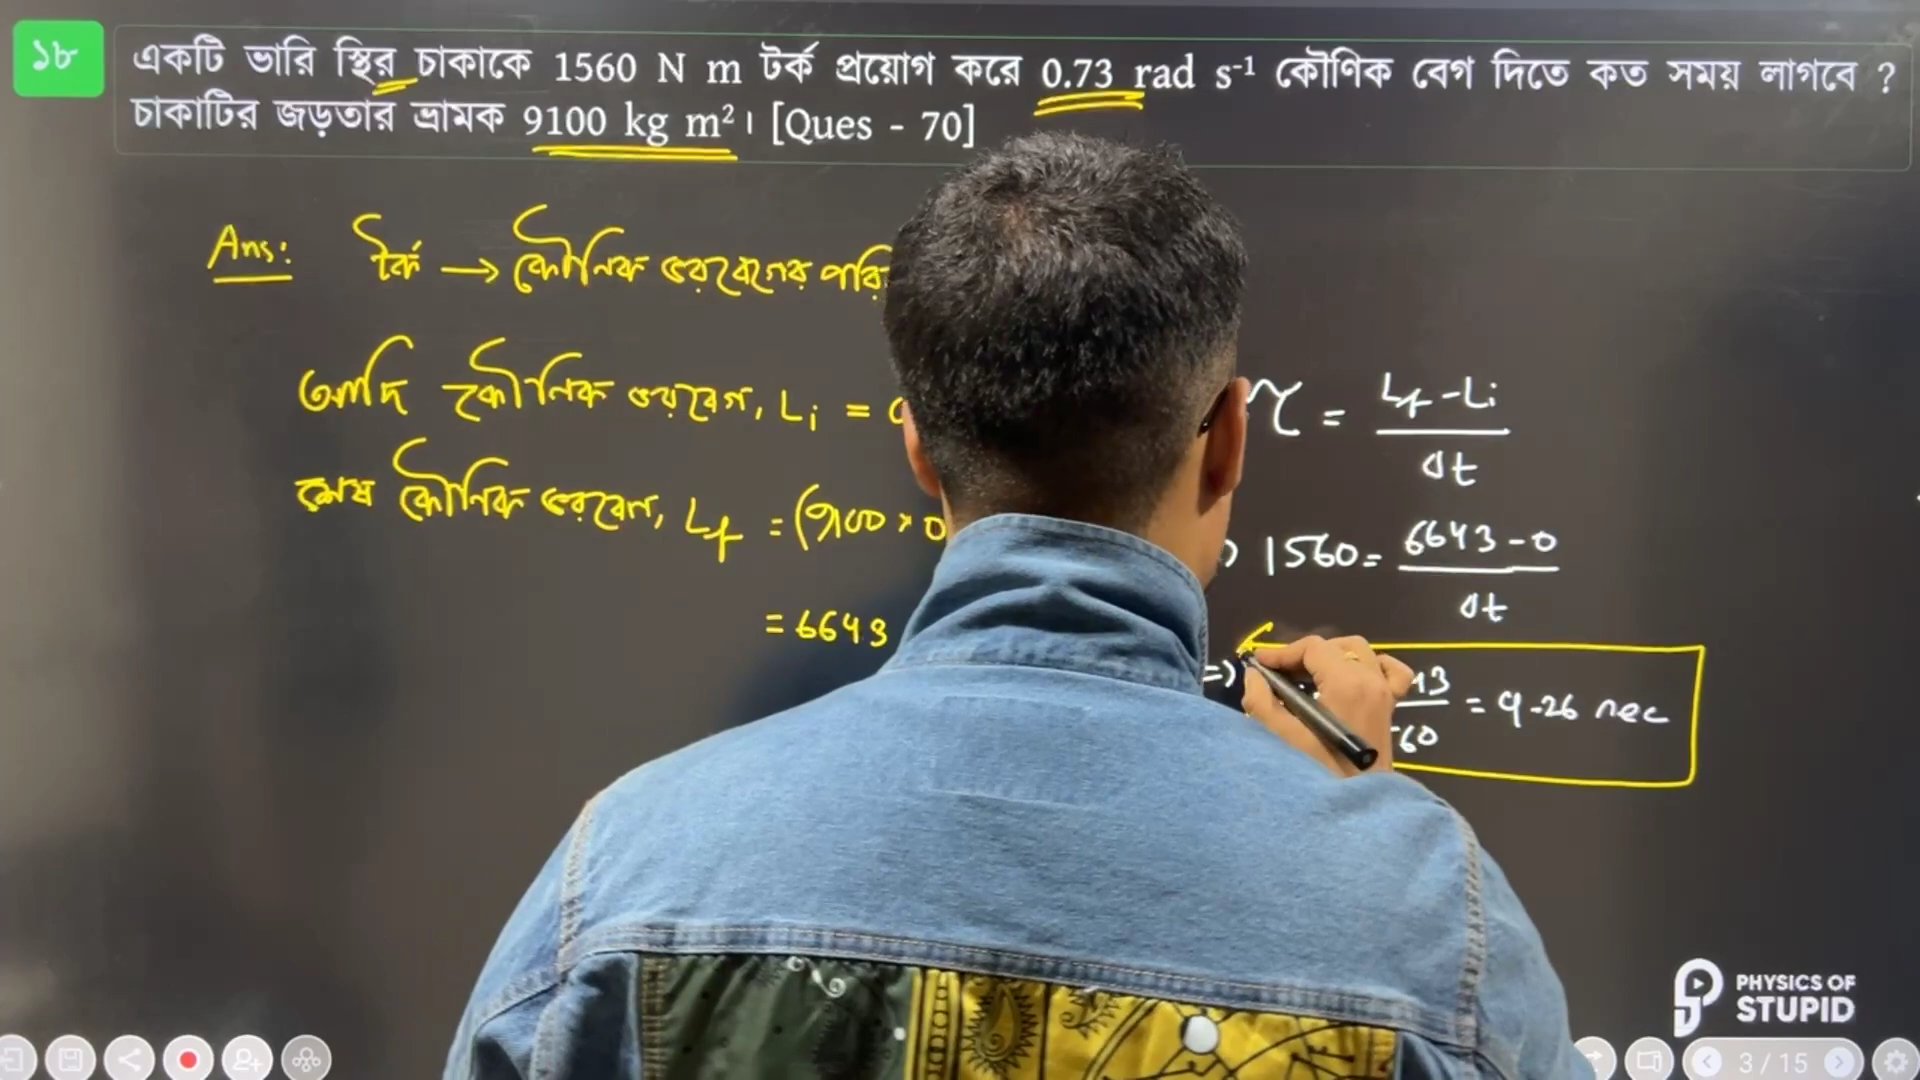 ১৮
একটি ভারি স্থির চাকাকে 1560 N m টর্ক প্রয়োগ করে 0.73 rad s⁻¹ কৌণিক বেগ দিতে কত সময় লাগবে ?
চাকাটির জড়তার ভ্রামক 9100 kg m²। [Ques - 70]
Ans: টর্ক → কৌণিক ভরবেগের পরি
আদি কৌণিক ভরবেগ, Li =
শেষ কৌণিক ভরবেগ, Lf = (9100 × 0
= 6643
τ = Lf - Li / Δt
1560 = 6643 - 0 / Δt
=> = 4.26 sec
PHYSICS OF
STUPID
3 / 15